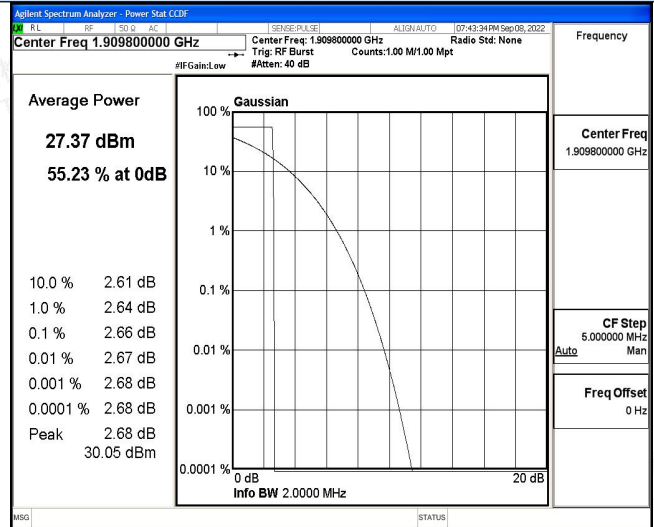 Agilent Spectrum Analyzer - Power Stat CCDF
LXI RL RF 50 Ω AC SENSE:PULSE ALIGN AUTO 07:43:34 PM Sep 08, 2022
Center Freq 1.909800000 GHz
Center Freq: 1.909800000 GHz Radio Std: None
Trig: RF Burst Counts:1.00 M/1.00 Mpt
#IFGain:Low #Atten: 40 dB
Frequency
Average Power
27.37 dBm
55.23 % at 0dB
10.0 % 2.61 dB
1.0 % 2.64 dB
0.1 % 2.66 dB
0.01 % 2.67 dB
0.001 % 2.68 dB
0.0001 % 2.68 dB
Peak 2.68 dB
30.05 dBm
Gaussian
100 %
10 %
1 %
0.1 %
0.01 %
0.001 %
0.0001 %
0 dB 20 dB
Info BW 2.0000 MHz
Center Freq
1.909800000 GHz
CF Step
5.000000 MHz
Auto Man
Freq Offset
0 Hz
MSG STATUS